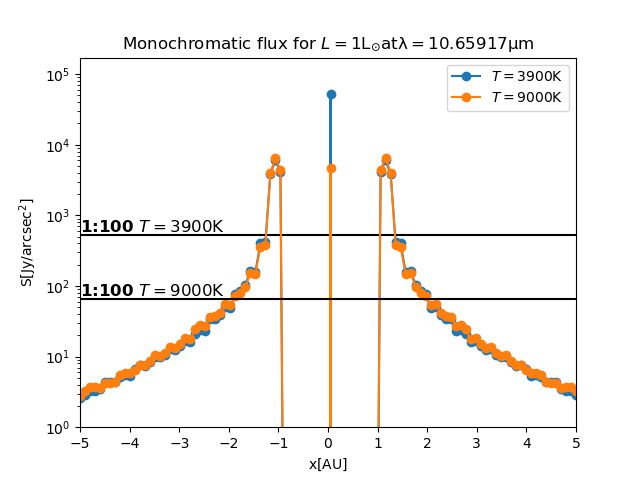 Monochromatic flux for L = 1L⊙atλ = 10.65917μm
T = 3900K
T = 9000K
S[Jy/arcsec²]
10⁵
10⁴
10³
10²
10¹
10⁰
1:100 T = 3900K
1:100 T = 9000K
−5 −4 −3 −2 −1 0 1 2 3 4 5
x[AU]